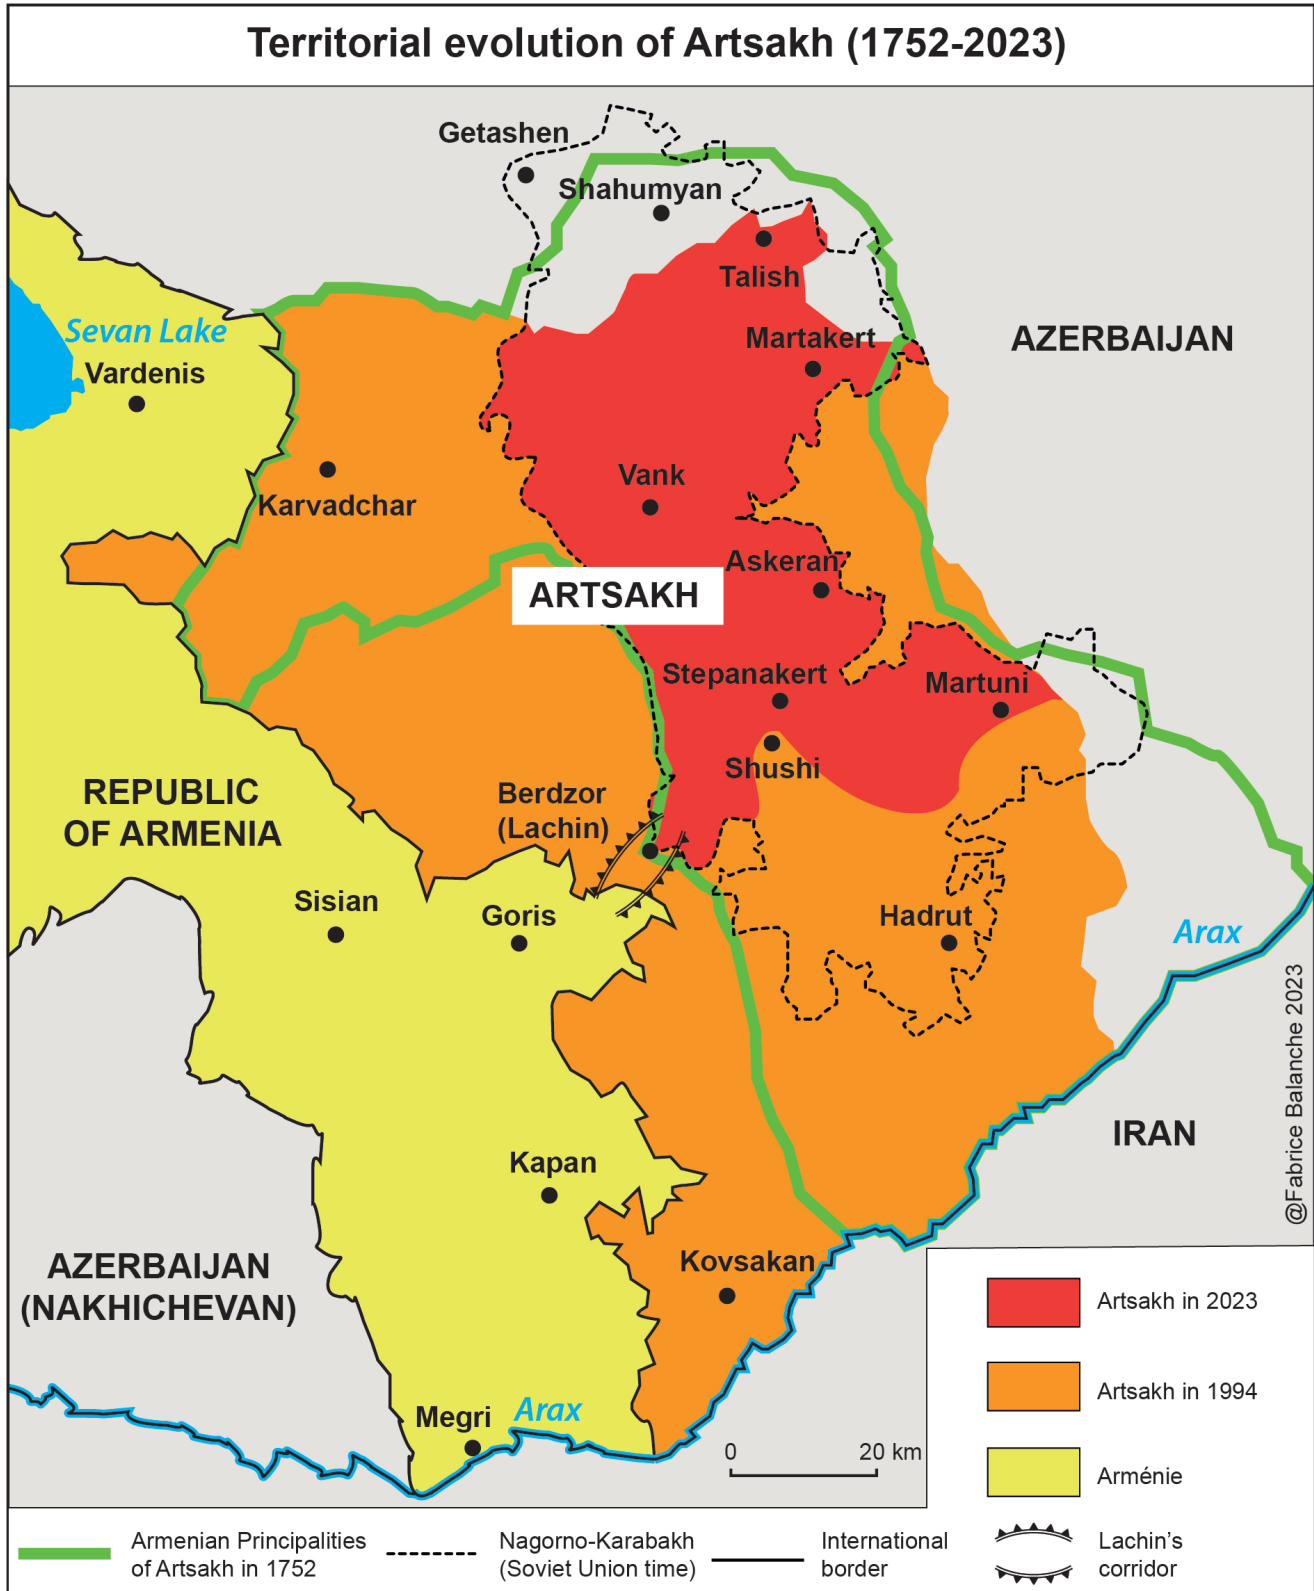 Territorial evolution of Artsakh (1752-2023)
Getashen
Shahumyan
Talish
Sevan Lake
Vardenis
Martakert
AZERBAIJAN
Karvadchar
Vank
Askeran
ARTSAKH
Stepanakert
Martuni
Shushi
REPUBLIC
OF ARMENIA
Berdzor
(Lachin)
Sisian
Goris
Hadrut
Arax
Kapan
IRAN
@Fabrice Balanche 2023
AZERBAIJAN
(NAKHICHEVAN)
Kovsakan
Megri
Arax
0 20 km
Artsakh in 2023
Artsakh in 1994
Arménie
Armenian Principalities
of Artsakh in 1752
Nagorno-Karabakh
(Soviet Union time)
International
border
Lachin's
corridor